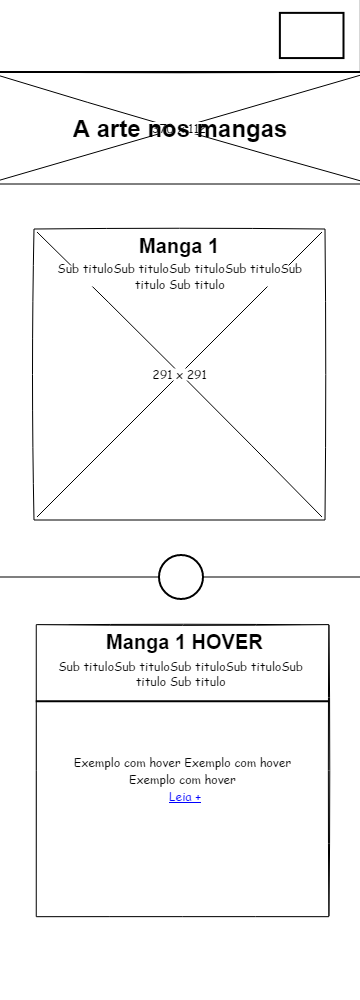 A arte nos mangas
Manga 1
Sub tituloSub tituloSub tituloSub tituloSub
titulo Sub titulo
291 x 291
Manga 1 HOVER
Sub tituloSub tituloSub tituloSub tituloSub
titulo Sub titulo
Exemplo com hover Exemplo com hover
Exemplo com hover
Leia +